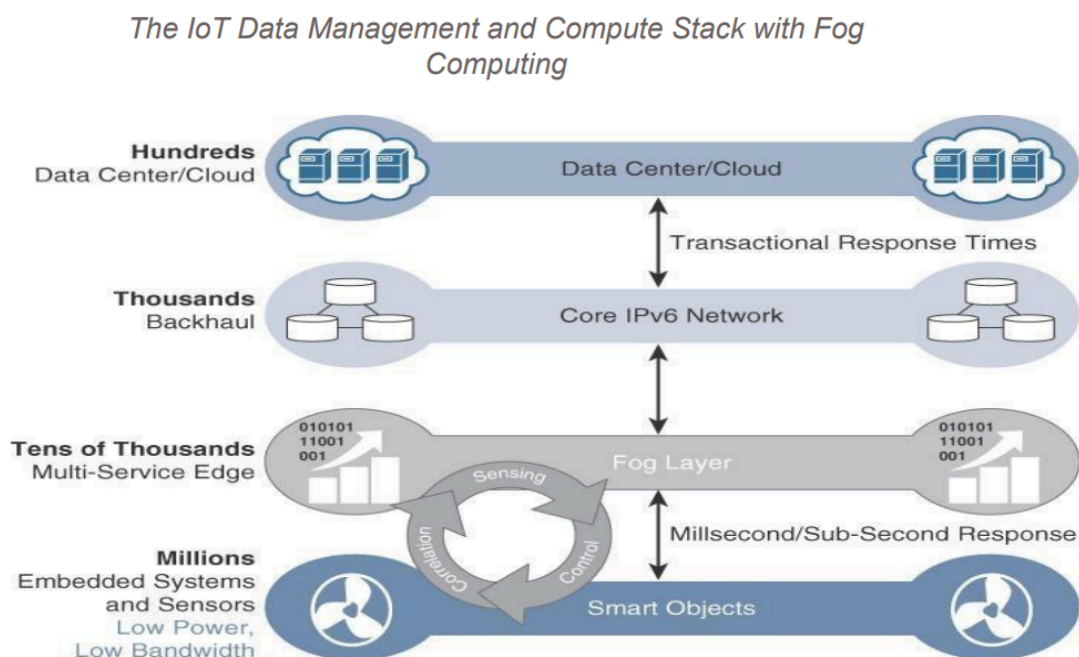 The IoT Data Management and Compute Stack with Fog
Computing
Hundreds
Data Center/Cloud
Data Center/Cloud
Transactional Response Times
Thousands
Backhaul
Core IPv6 Network
010101
11001
001
010101
11001
001
Tens of Thousands
Multi-Service Edge
Fog Layer
Sensing
Control
Correlation
Millsecond/Sub-Second Response
Millions
Embedded Systems
and Sensors
Low Power,
Low Bandwidth
Smart Objects